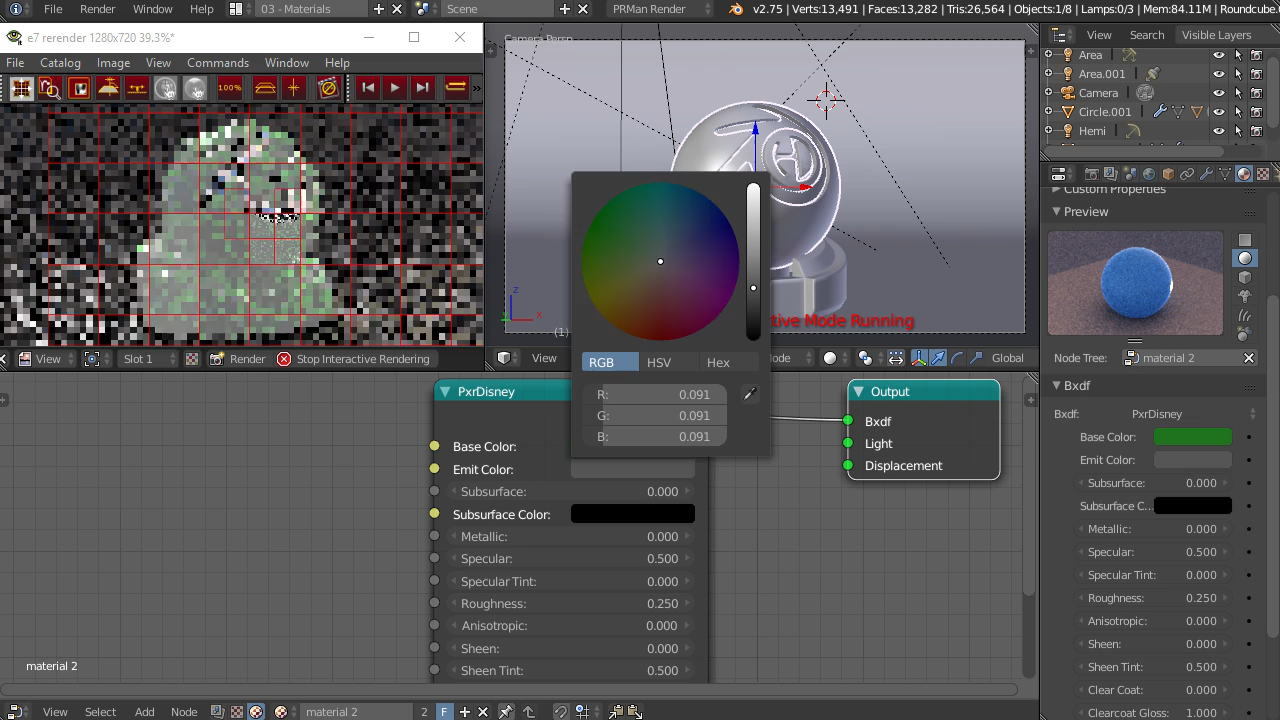 File Render Window Help 03 - Materials Scene PRMan Render v2.75 | Verts:13,491 | Faces:13,282 | Tris:26,564 | Objects:1/8 | Lamps:0/3 | Mem:84.11M | Roundcube.
e7 rerender 1280x720 39.3%*
File Catalog Image View Commands Window Help
100%
Camera Persp
H
z
x
(1)
tive Mode Running
View Slot 1 Render Stop Interactive Rendering
View ode Global
View Search Visible Layers
Area
Area.001
Camera
Circle.001
Hemi
Custom Properties
Preview
Node Tree: material 2
Bxdf
Bxdf: PxrDisney
Base Color:
Emit Color:
Subsurface: 0.000
Subsurface C...
Metallic: 0.000
Specular: 0.500
Specular Tint: 0.000
Roughness: 0.250
Anisotropic: 0.000
Sheen: 0.000
Sheen Tint: 0.500
Clear Coat: 0.000
Clearcoat Gloss: 1.000
RGB HSV Hex
R: 0.091
G: 0.091
B: 0.091
PxrDisney
Base Color:
Emit Color:
Subsurface: 0.000
Subsurface Color:
Metallic: 0.000
Specular: 0.500
Specular Tint: 0.000
Roughness: 0.250
Anisotropic: 0.000
Sheen: 0.000
Sheen Tint: 0.500
Output
Bxdf
Light
Displacement
material 2
View Select Add Node material 2 2 F